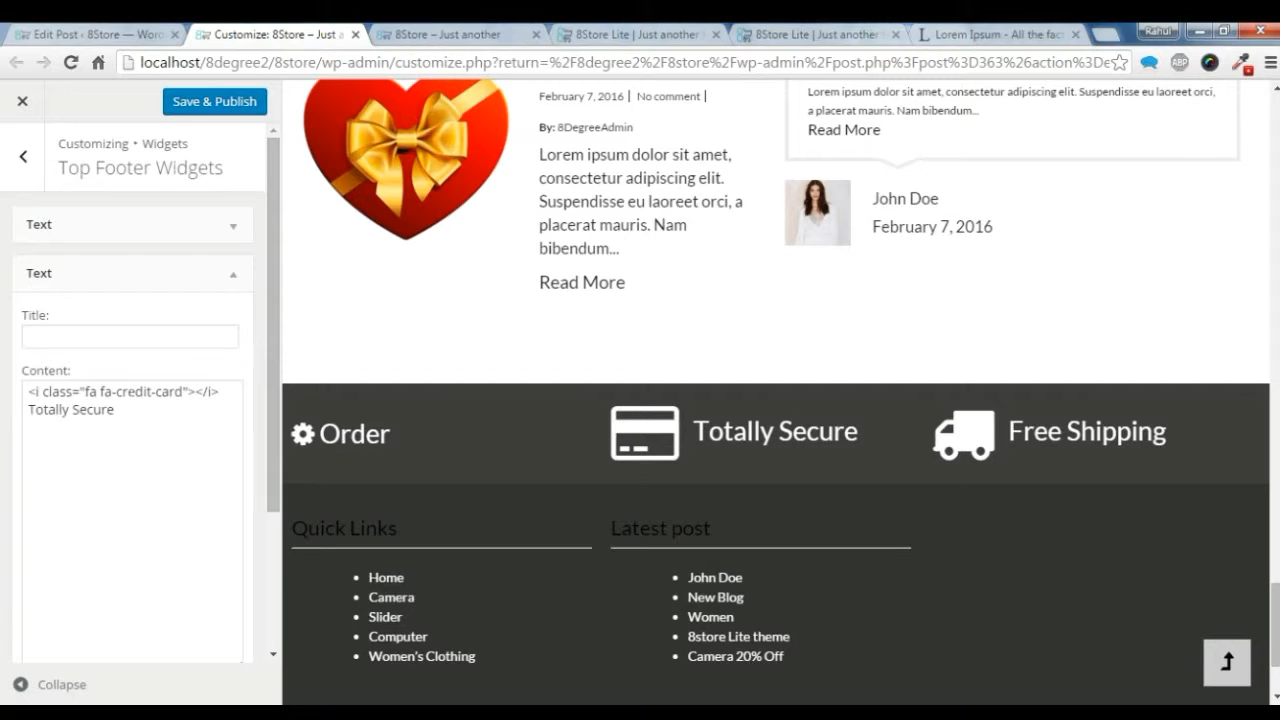 Edit Post ‹ 8Store — Wor
Customize: 8Store – Just a
8Store – Just another
8Store Lite | Just another
8Store Lite | Just another
Lorem Ipsum - All the fac
Rahul
localhost/8degree2/8store/wp-admin/customize.php?return=%2F8degree2%2F8store%2Fwp-admin%2Fpost.php%3Fpost%3D363%26action%3De
ABP
Save & Publish
Customizing • Widgets
Top Footer Widgets
Text
Text
Title:
Content:
<i class="fa fa-credit-card"></i>
Totally Secure
Collapse
February 7, 2016 | No comment |
By: 8DegreeAdmin
Lorem ipsum dolor sit amet,
consectetur adipiscing elit.
Suspendisse eu laoreet orci, a
placerat mauris. Nam
bibendum...
Read More
Lorem ipsum dolor sit amet, consectetur adipiscing elit. Suspendisse eu laoreet orci,
a placerat mauris. Nam bibendum...
Read More
John Doe
February 7, 2016
Order
Totally Secure
Free Shipping
Quick Links
Home
Camera
Slider
Computer
Women's Clothing
Latest post
John Doe
New Blog
Women
8store Lite theme
Camera 20% Off